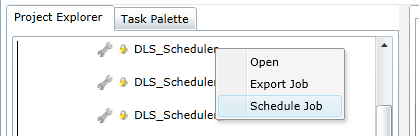 Project Explorer
Task Palette
DLS_Scheduler
Open
DLS_Scheduler
Export Job
Schedule Job
DLS_Scheduler